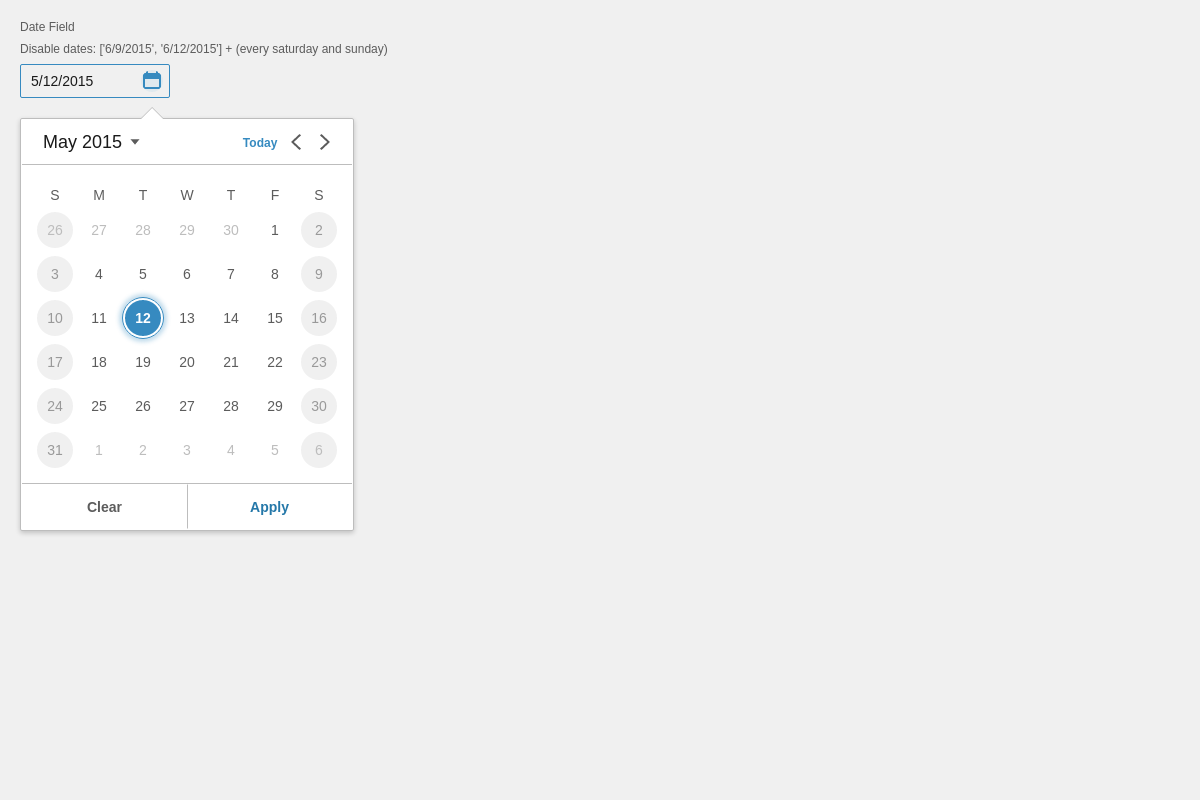 Date Field
Disable dates: ['6/9/2015', '6/12/2015'] + (every saturday and sunday)
5/12/2015
May 2015 Today
S M T W T F S
26 27 28 29 30 1 2
3 4 5 6 7 8 9
10 11 12 13 14 15 16
17 18 19 20 21 22 23
24 25 26 27 28 29 30
31 1 2 3 4 5 6
Clear Apply